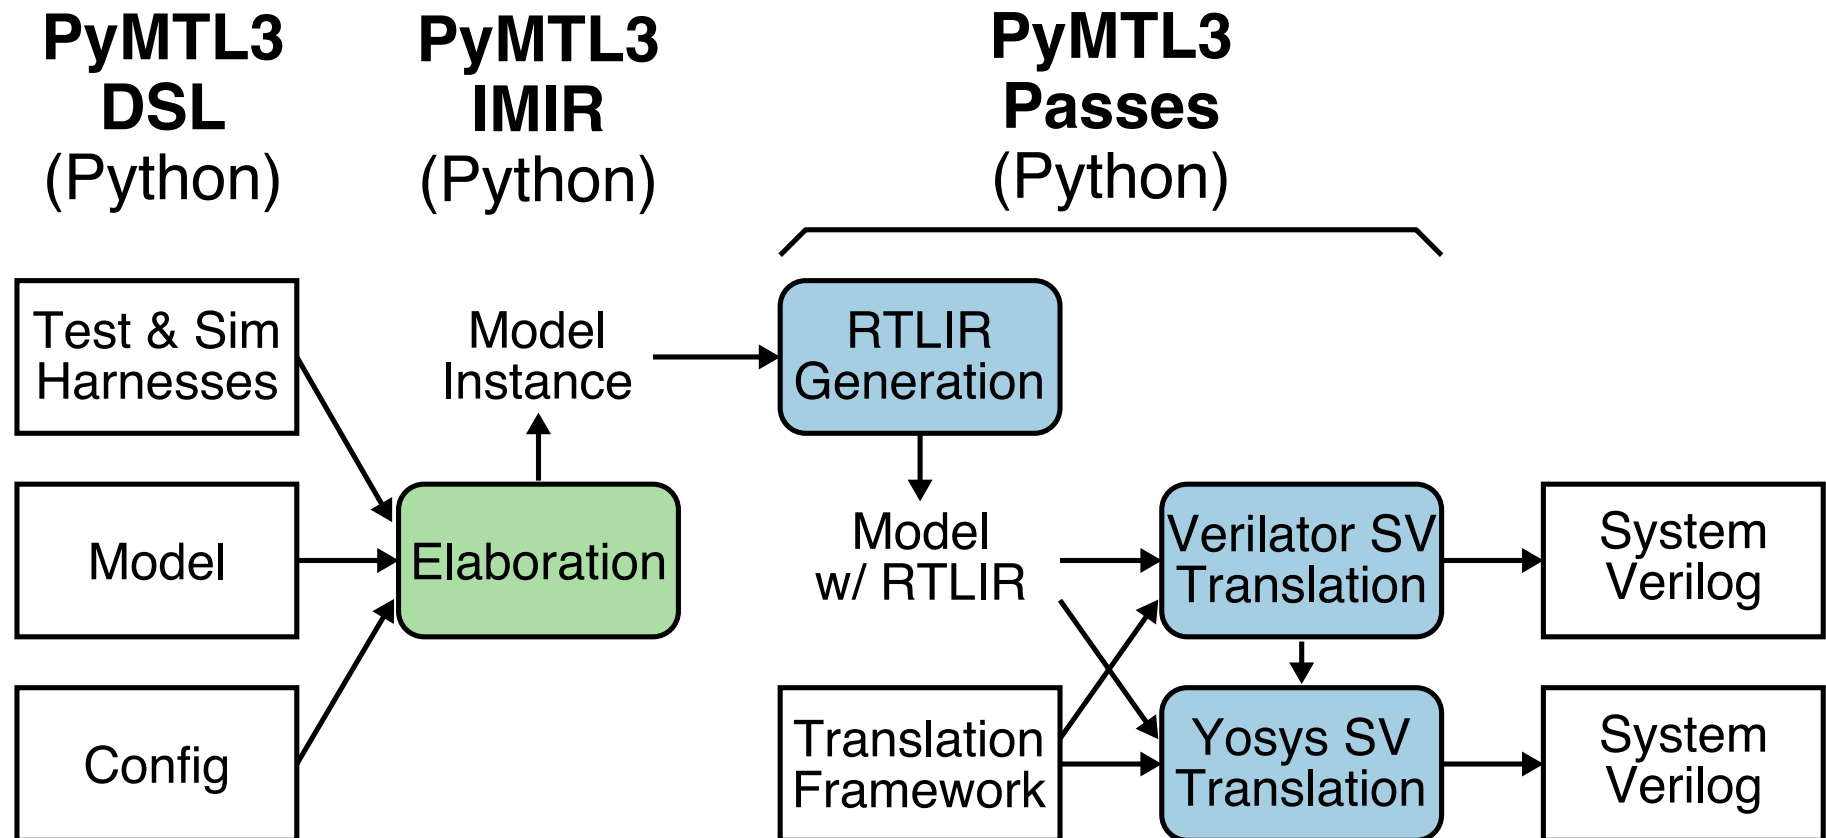 PyMTL3
DSL
(Python)
PyMTL3
IMIR
(Python)
PyMTL3
Passes
(Python)
Test & Sim
Harnesses
Model
Instance
RTLIR
Generation
Model
Elaboration
Model
w/ RTLIR
Verilator SV
Translation
System
Verilog
Config
Translation
Framework
Yosys SV
Translation
System
Verilog